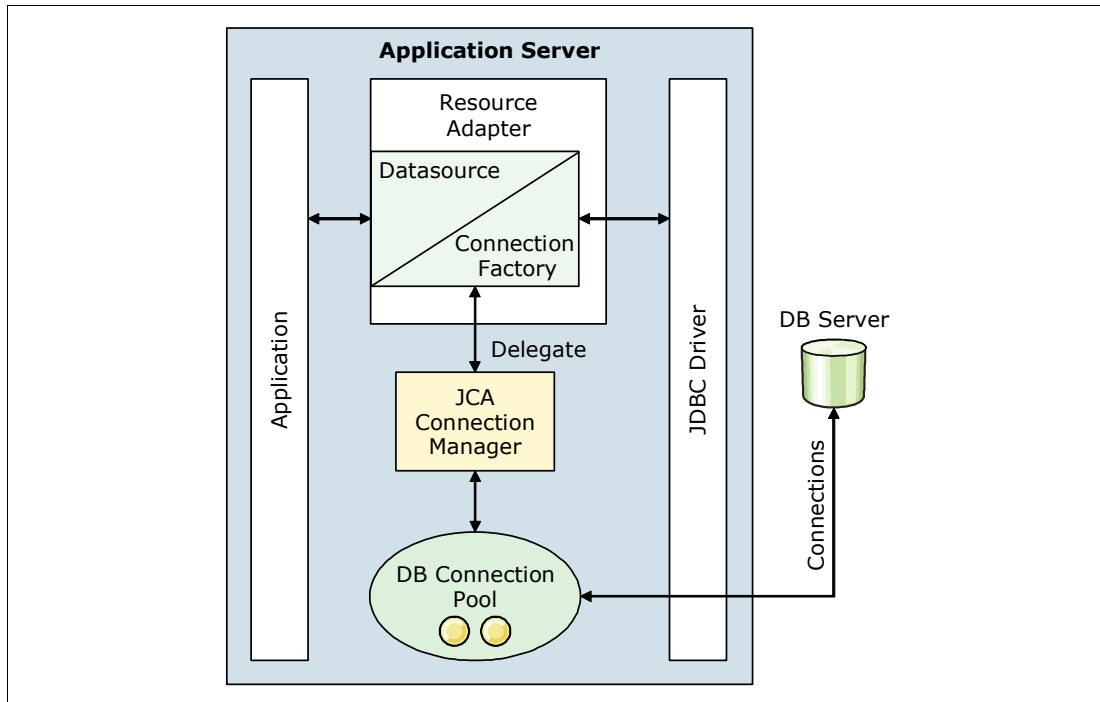 Application Server
Resource
Adapter
Datasource
Connection
Factory
Application
Delegate
JCA
Connection
Manager
DB Connection
Pool
JDBC Driver
DB Server
Connections